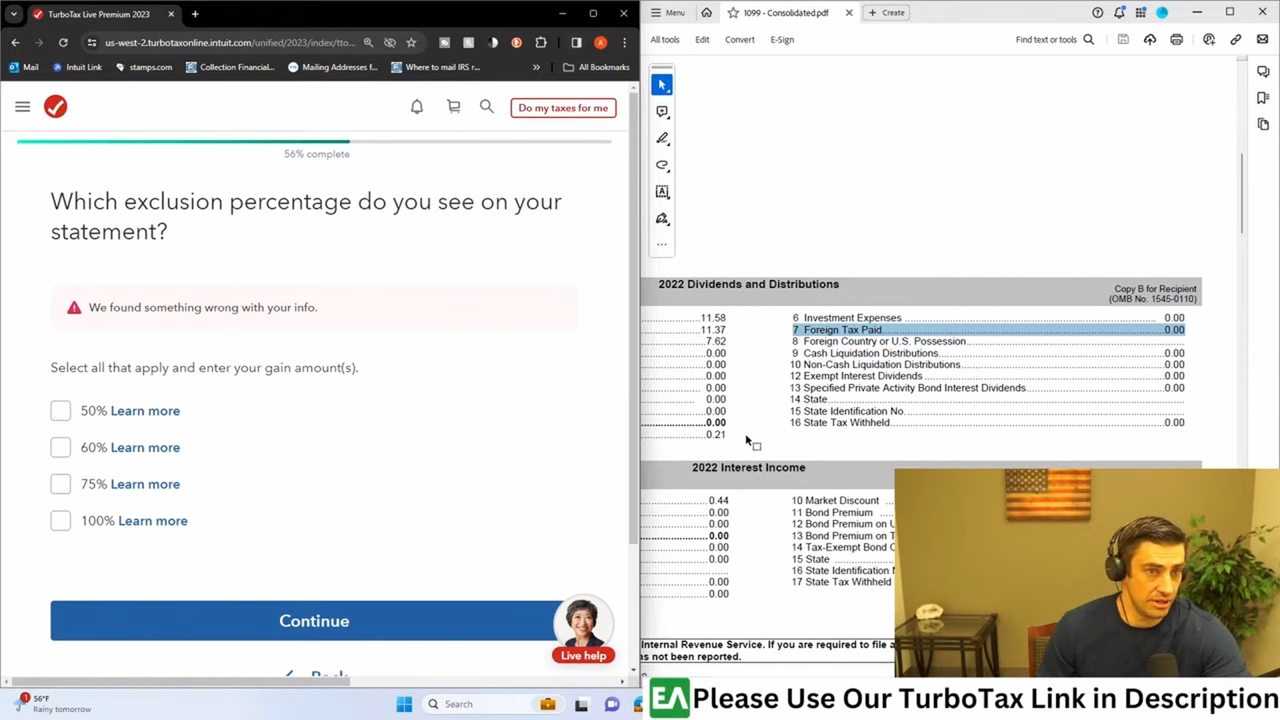 TurboTax Live Premium 2023
us-west-2.turbotaxonline.intuit.com/unified/2023/index/tto...
Mail
Intuit Link
stamps.com
Collection Financial...
Mailing Addresses f...
Where to mail IRS r...
All Bookmarks
Do my taxes for me
56% complete
Which exclusion percentage do you see on your
statement?
We found something wrong with your info.
Select all that apply and enter your gain amount(s).
50% Learn more
60% Learn more
75% Learn more
100% Learn more
Continue
Back
Live help
56°F
Rainy tomorrow
Search
Menu
1099 - Consolidated.pdf
Create
All tools
Edit
Convert
E-Sign
Find text or tools
2022 Dividends and Distributions
Copy B for Recipient
(OMB No. 1545-0110)
11.58
6 Investment Expenses 0.00
11.37
7 Foreign Tax Paid 0.00
7.62
8 Foreign Country or U.S. Possession
0.00
9 Cash Liquidation Distributions 0.00
0.00
10 Non-Cash Liquidation Distributions 0.00
0.00
12 Exempt Interest Dividends 0.00
0.00
13 Specified Private Activity Bond Interest Dividends 0.00
0.00
14 State
0.00
15 State Identification No.
0.00
16 State Tax Withheld 0.00
0.21
2022 Interest Income
0.44
10 Market Discount
0.00
11 Bond Premium
0.00
12 Bond Premium on U
0.00
13 Bond Premium on T
0.00
14 Tax-Exempt Bond C
0.00
15 State
16 State Identification N
0.00
17 State Tax Withheld
0.00
Internal Revenue Service. If you are required to file a
s not been reported.
EA Please Use Our TurboTax Link in Description